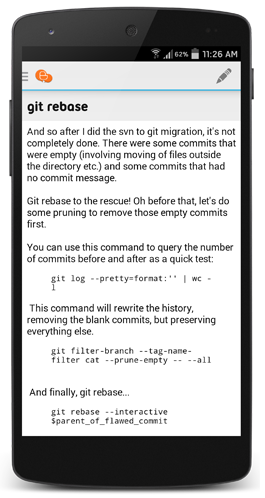 62% 11:26 AM
git rebase
And so after I did the svn to git migration, it's not
completely done. There were some commits that
were empty (involving moving of files outside
the directory etc.) and some commits that had
no commit message.
Git rebase to the rescue! Oh before that, let's do
some pruning to remove those empty commits
first.
You can use this command to query the number
of commits before and after as a quick test:
git log --pretty=format:'' | wc -
l
This command will rewrite the history,
removing the blank commits, but preserving
everything else.
git filter-branch --tag-name-
filter cat --prune-empty -- --all
And finally, git rebase...
git rebase --interactive
$parent_of_flawed_commit